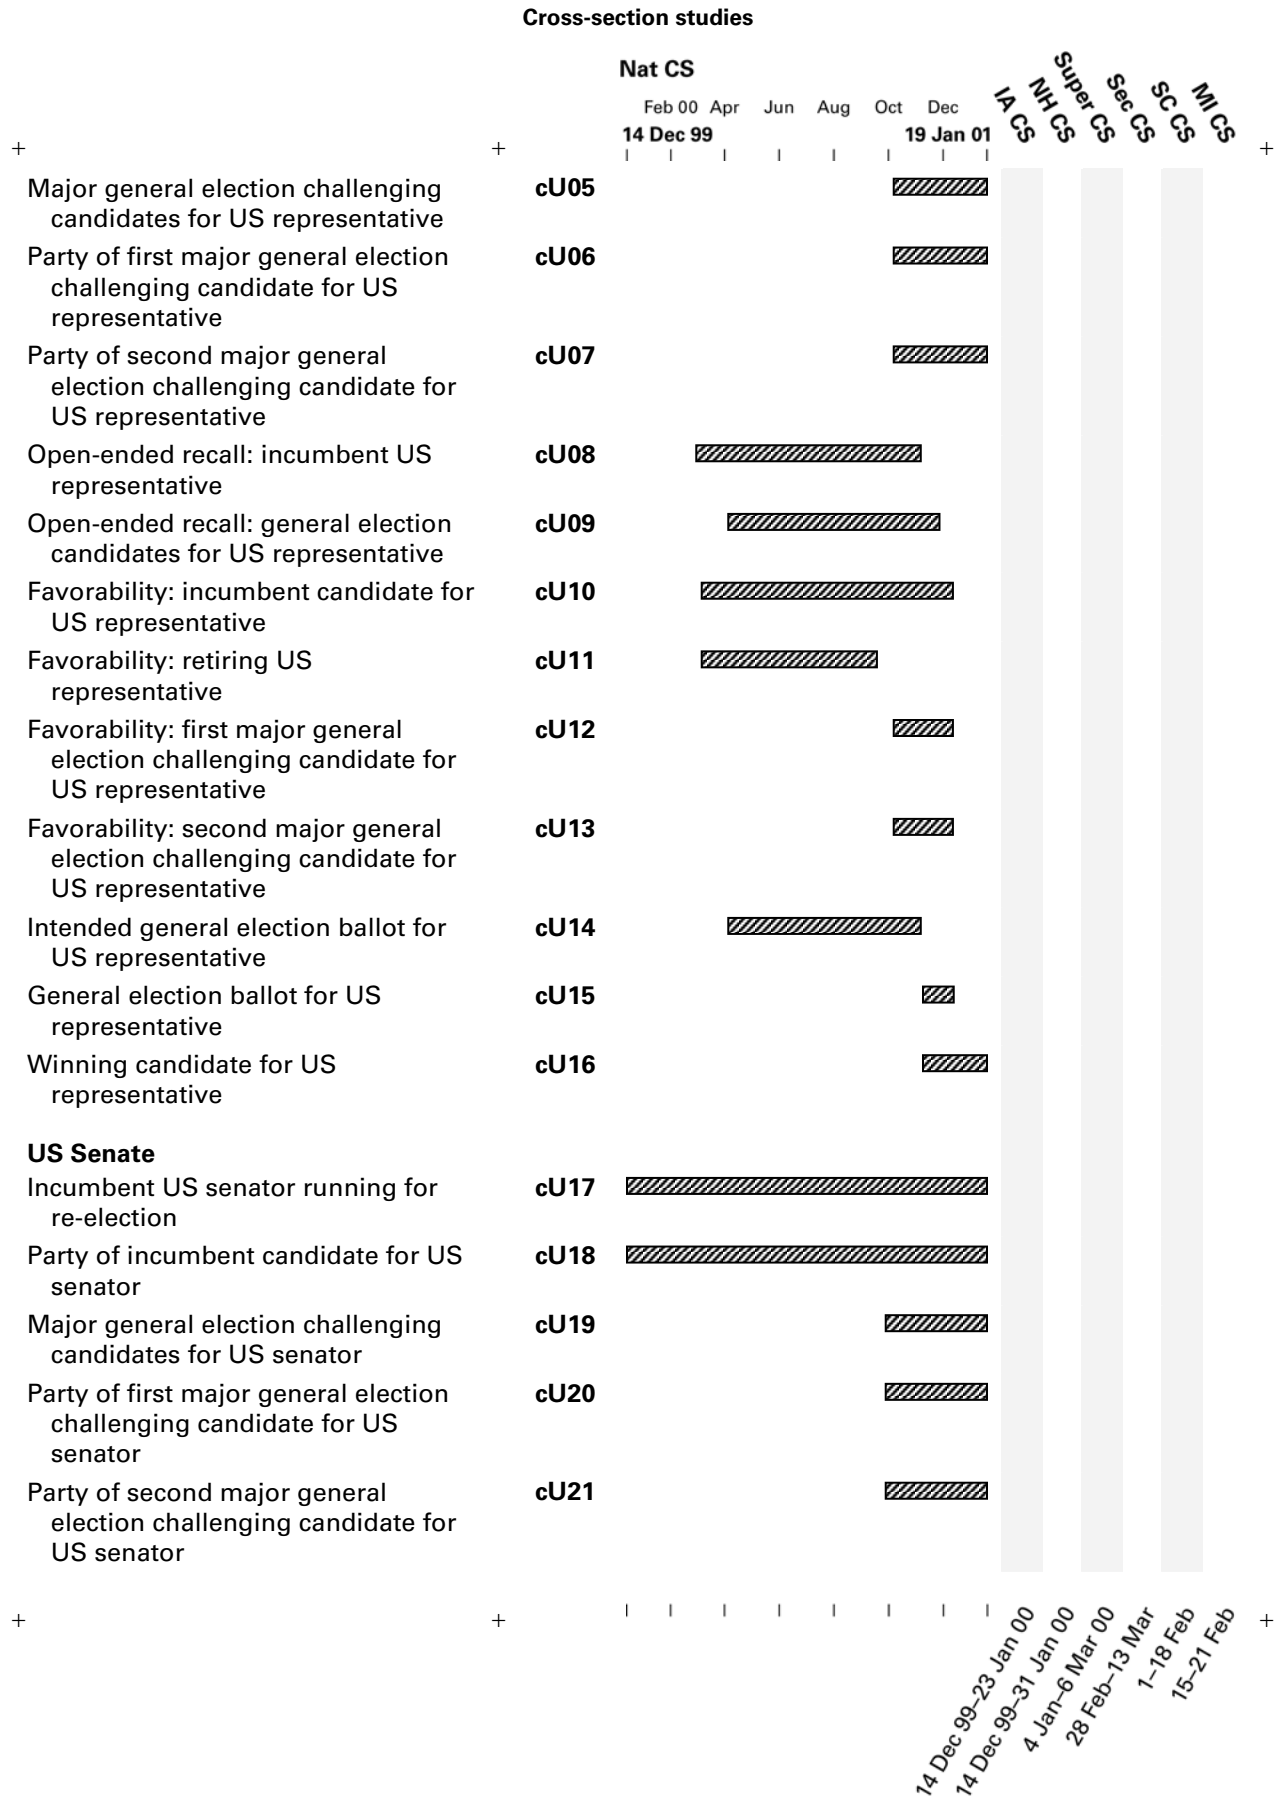 Cross-section studies
Nat CS
Feb 00 Apr Jun Aug Oct Dec
14 Dec 99 19 Jan 01
IA CS
NH CS
Super CS
Sec CS
SC CS
MI CS
Major general election challenging cU05
candidates for US representative
Party of first major general election cU06
challenging candidate for US
representative
Party of second major general cU07
election challenging candidate for
US representative
Open-ended recall: incumbent US cU08
representative
Open-ended recall: general election cU09
candidates for US representative
Favorability: incumbent candidate for cU10
US representative
Favorability: retiring US cU11
representative
Favorability: first major general cU12
election challenging candidate for
US representative
Favorability: second major general cU13
election challenging candidate for
US representative
Intended general election ballot for cU14
US representative
General election ballot for US cU15
representative
Winning candidate for US cU16
representative
US Senate
Incumbent US senator running for cU17
re-election
Party of incumbent candidate for US cU18
senator
Major general election challenging cU19
candidates for US senator
Party of first major general election cU20
challenging candidate for US
senator
Party of second major general cU21
election challenging candidate for
US senator
14 Dec 99–23 Jan 00
14 Dec 99–31 Jan 00
4 Jan–6 Mar 00
28 Feb–13 Mar
1–18 Feb
15–21 Feb